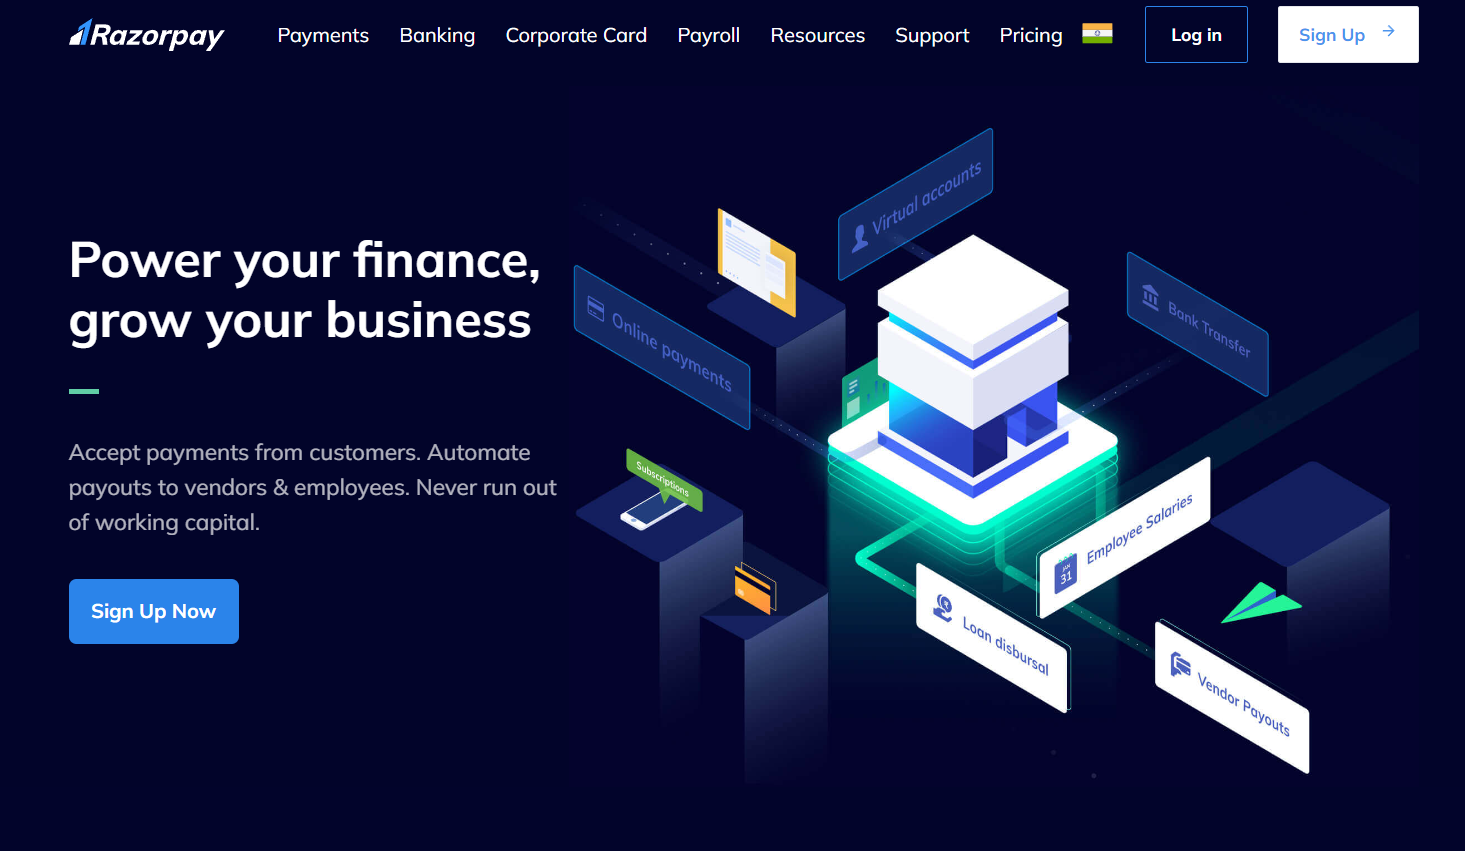 Razorpay
Payments
Banking
Corporate Card
Payroll
Resources
Support
Pricing
Log in
Sign Up
Power your finance,
grow your business
Accept payments from customers. Automate
payouts to vendors & employees. Never run out
of working capital.
Sign Up Now
Virtual accounts
Online payments
Bank Transfer
Subscriptions
JAN
31
Employee Salaries
Loan disbursal
Vendor Payouts